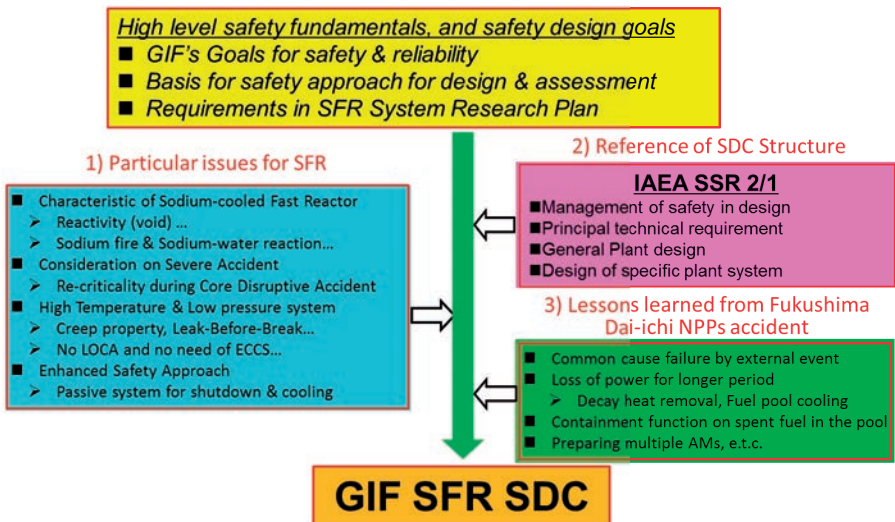 High level safety fundamentals, and safety design goals
■ GIF's Goals for safety & reliability
■ Basis for safety approach for design & assessment
■ Requirements in SFR System Research Plan
1) Particular issues for SFR
■ Characteristic of Sodium-cooled Fast Reactor
➢ Reactivity (void) ...
➢ Sodium fire & Sodium-water reaction...
■ Consideration on Severe Accident
➢ Re-criticality during Core Disruptive Accident
■ High Temperature & Low pressure system
➢ Creep property, Leak-Before-Break...
➢ No LOCA and no need of ECCS...
■ Enhanced Safety Approach
➢ Passive system for shutdown & cooling
2) Reference of SDC Structure
IAEA SSR 2/1
■Management of safety in design
■Principal technical requirement
■General Plant design
■Design of specific plant system
3) Lessons learned from Fukushima
Dai-ichi NPPs accident
■ Common cause failure by external event
■ Loss of power for longer period
➢ Decay heat removal, Fuel pool cooling
■ Containment function on spent fuel in the pool
■ Preparing multiple AMs, e.t.c.
GIF SFR SDC